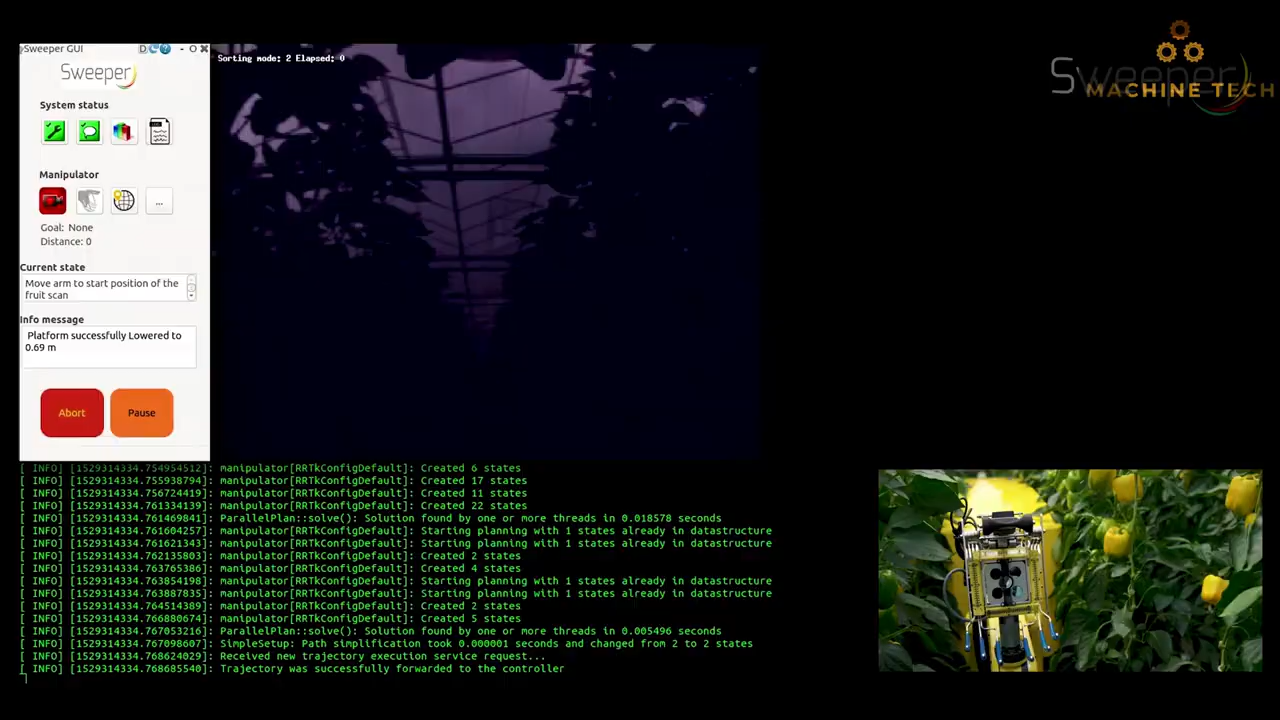 ySweeper GUI
Sweeper
System status
Manipulator
...
Goal: None
Distance: 0
Current state
Move arm to start position of the
fruit scan
Info message
Platform successfully Lowered to
0.69 m
Abort
Pause
Sorting mode: 2 Elapsed: 0
Sweeper
MACHINE TECH
[ INFO] [1529314334.754954512]: manipulator[RRTkConfigDefault]: Created 6 states
[ INFO] [1529314334.755938794]: manipulator[RRTkConfigDefault]: Created 17 states
[ INFO] [1529314334.756724419]: manipulator[RRTkConfigDefault]: Created 11 states
[ INFO] [1529314334.761339139]: manipulator[RRTkConfigDefault]: Created 22 states
[ INFO] [1529314334.761469841]: ParallelPlan::solve(): Solution found by one or more threads in 0.018578 seconds
[ INFO] [1529314334.761604257]: manipulator[RRTkConfigDefault]: Starting planning with 1 states already in datastructure
[ INFO] [1529314334.761621343]: manipulator[RRTkConfigDefault]: Starting planning with 1 states already in datastructure
[ INFO] [1529314334.762135803]: manipulator[RRTkConfigDefault]: Created 2 states
[ INFO] [1529314334.763765386]: manipulator[RRTkConfigDefault]: Created 4 states
[ INFO] [1529314334.763854198]: manipulator[RRTkConfigDefault]: Starting planning with 1 states already in datastructure
[ INFO] [1529314334.763887835]: manipulator[RRTkConfigDefault]: Starting planning with 1 states already in datastructure
[ INFO] [1529314334.764514389]: manipulator[RRTkConfigDefault]: Created 2 states
[ INFO] [1529314334.766880674]: manipulator[RRTkConfigDefault]: Created 5 states
[ INFO] [1529314334.767053216]: ParallelPlan::solve(): Solution found by one or more threads in 0.005496 seconds
[ INFO] [1529314334.767098607]: SimpleSetup: Path simplification took 0.000001 seconds and changed from 2 to 2 states
[ INFO] [1529314334.768624029]: Received new trajectory execution service request...
[ INFO] [1529314334.768685540]: Trajectory was successfully forwarded to the controller